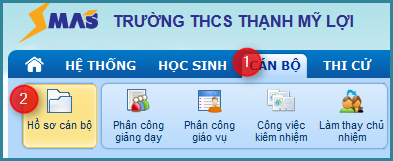 SMAS TRƯỜNG THCS THẠNH MỸ LỢI
HỆ THỐNG HỌC SINH 1 CÁN BỘ THI CỬ
2
Hồ sơ cán bộ Phân công giảng dạy Phân công giáo vụ Công việc kiêm nhiệm Làm thay chủ nhiệm